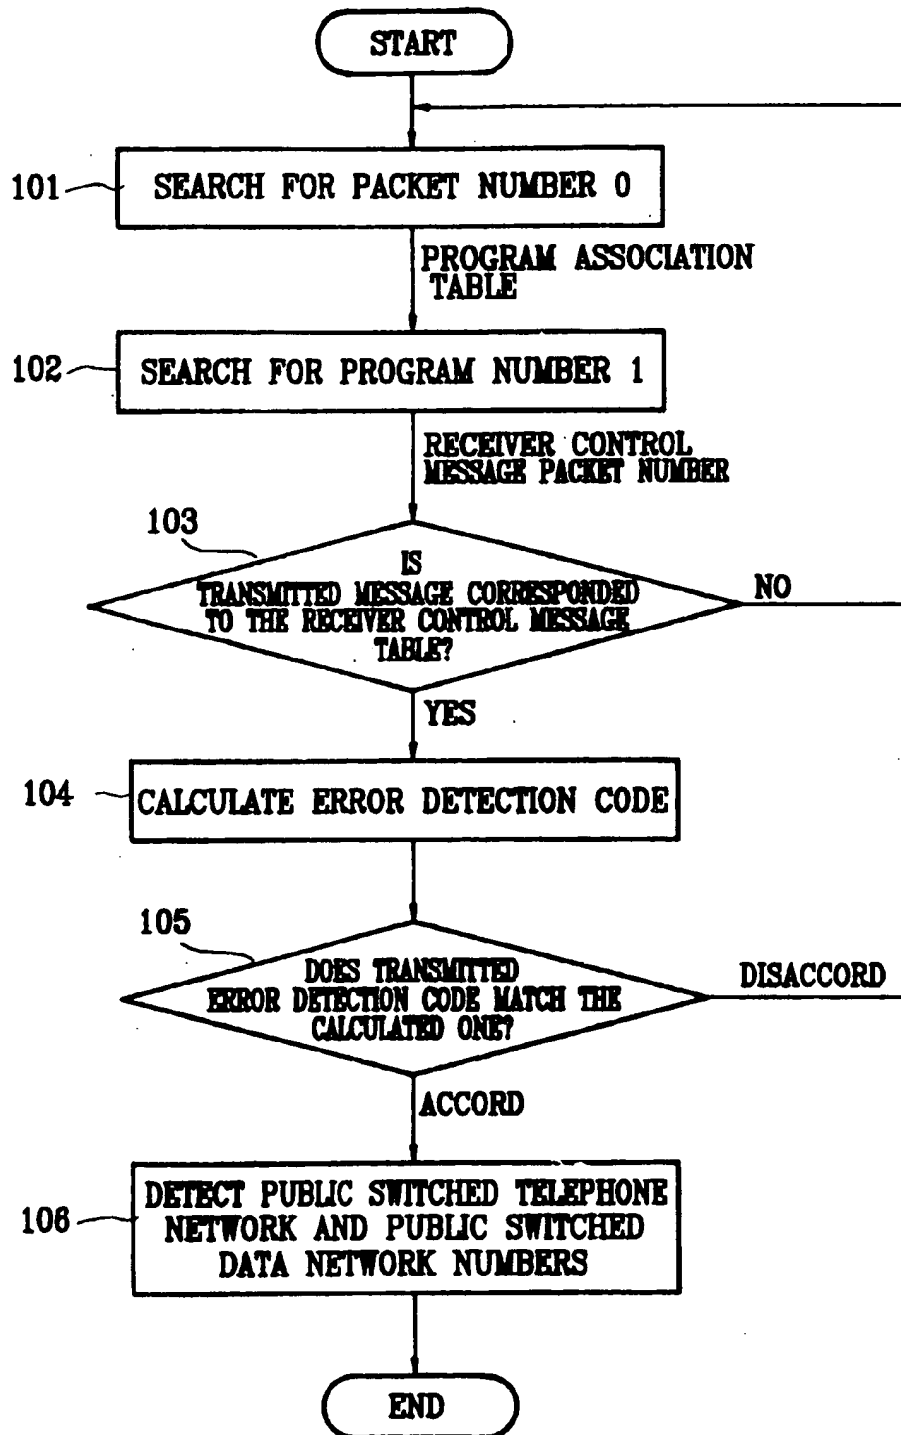 START
101
SEARCH FOR PACKET NUMBER 0
PROGRAM ASSOCIATION
TABLE
102
SEARCH FOR PROGRAM NUMBER 1
RECEIVER CONTROL
MESSAGE PACKET NUMBER
103
IS
TRANSMITTED MESSAGE CORRESPONDED
TO THE RECEIVER CONTROL MESSAGE
TABLE?
NO
YES
104
CALCULATE ERROR DETECTION CODE
105
DOES TRANSMITTED
ERROR DETECTION CODE MATCH THE
CALCULATED ONE?
DISACCORD
ACCORD
106
DETECT PUBLIC SWITCHED TELEPHONE
NETWORK AND PUBLIC SWITCHED
DATA NETWORK NUMBERS
END